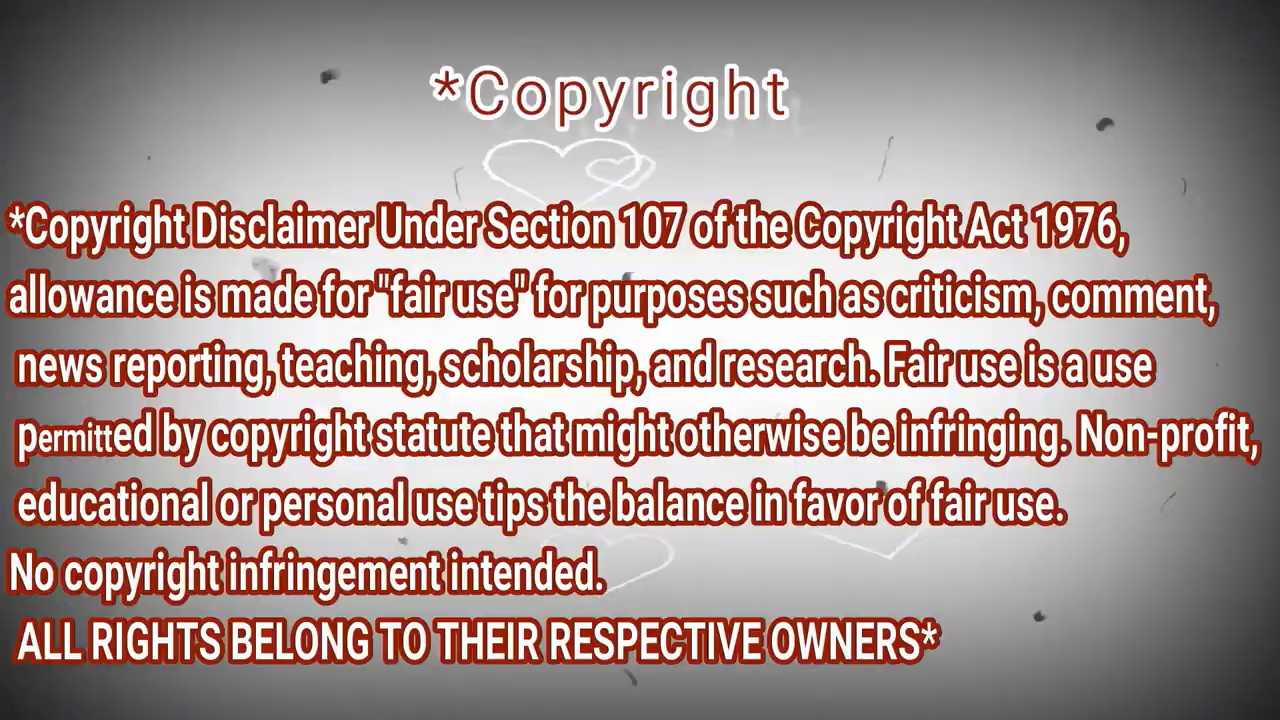 *Copyright
*Copyright Disclaimer Under Section 107 of the Copyright Act 1976,
allowance is made for "fair use" for purposes such as criticism, comment,
news reporting, teaching, scholarship, and research. Fair use is a use
permitted by copyright statute that might otherwise be infringing. Non-profit,
educational or personal use tips the balance in favor of fair use.
No copyright infringement intended.
ALL RIGHTS BELONG TO THEIR RESPECTIVE OWNERS*